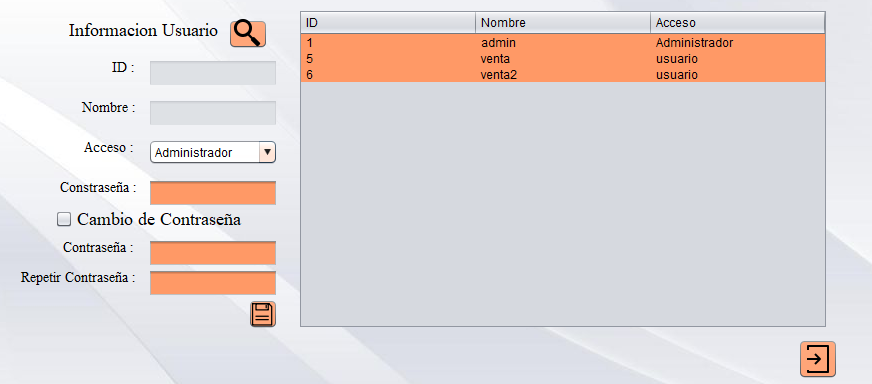 Informacion Usuario
ID :
Nombre :
Acceso :
Administrador
Constraseña :
Cambio de Contraseña
Contraseña :
Repetir Contraseña :
ID Nombre Acceso
1 admin Administrador
5 venta usuario
6 venta2 usuario